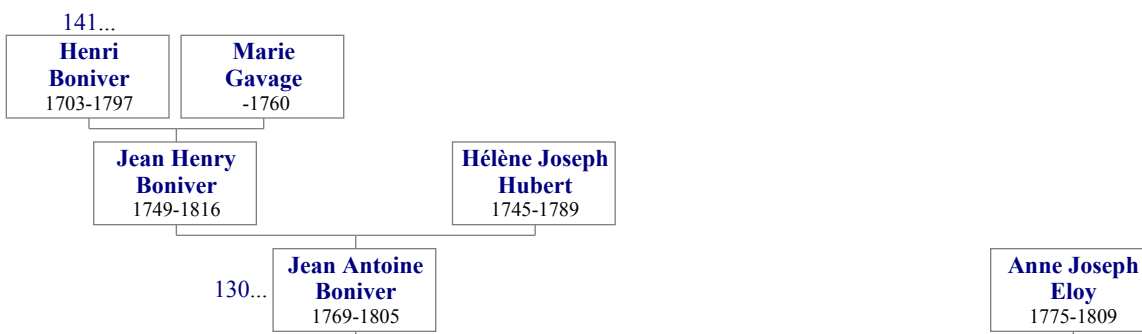 141...
Henri
Boniver
1703-1797
Marie
Gavage
-1760
Jean Henry
Boniver
1749-1816
Hélène Joseph
Hubert
1745-1789
130...
Jean Antoine
Boniver
1769-1805
Anne Joseph
Eloy
1775-1809